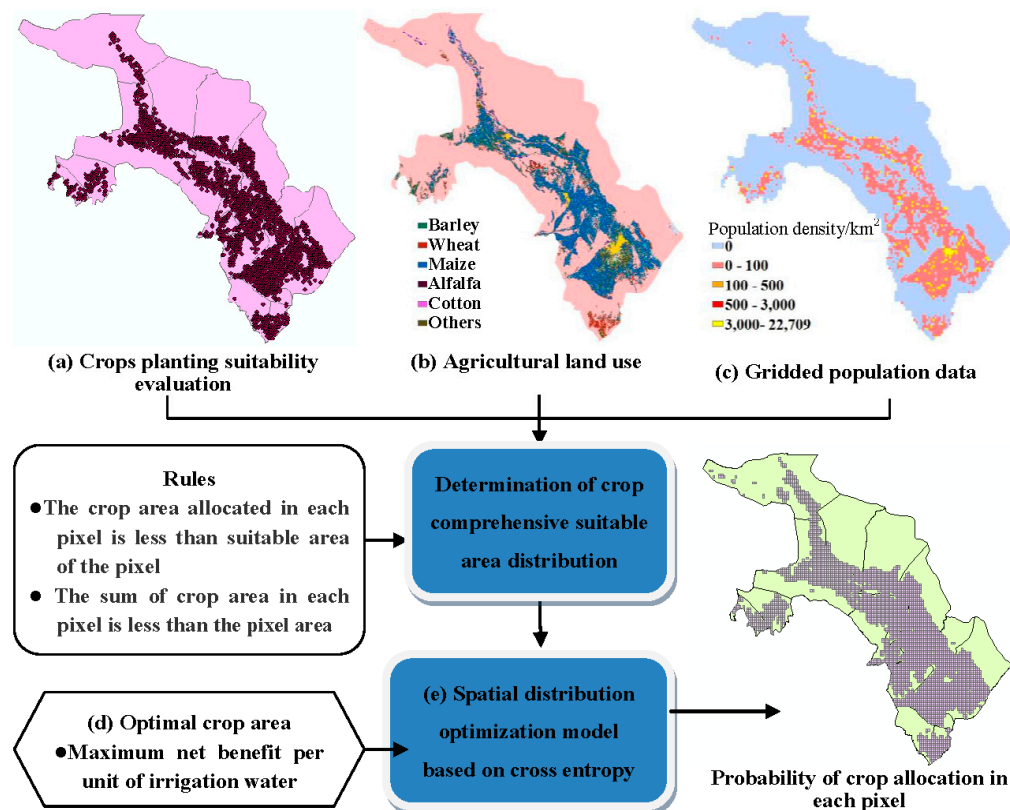 Barley
Wheat
Maize
Alfalfa
Cotton
Others
Population density/km²
0
0 - 100
100 - 500
500 - 3,000
3,000- 22,709
(a) Crops planting suitability
evaluation
(b) Agricultural land use
(c) Gridded population data
Rules
●The crop area allocated in each
pixel is less than suitable area
of the pixel
● The sum of crop area in each
pixel is less than the pixel area
Determination of crop
comprehensive suitable
area distribution
(d) Optimal crop area
●Maximum net benefit per
unit of irrigation water
(e) Spatial distribution
optimization model
based on cross entropy
Probability of crop allocation in
each pixel